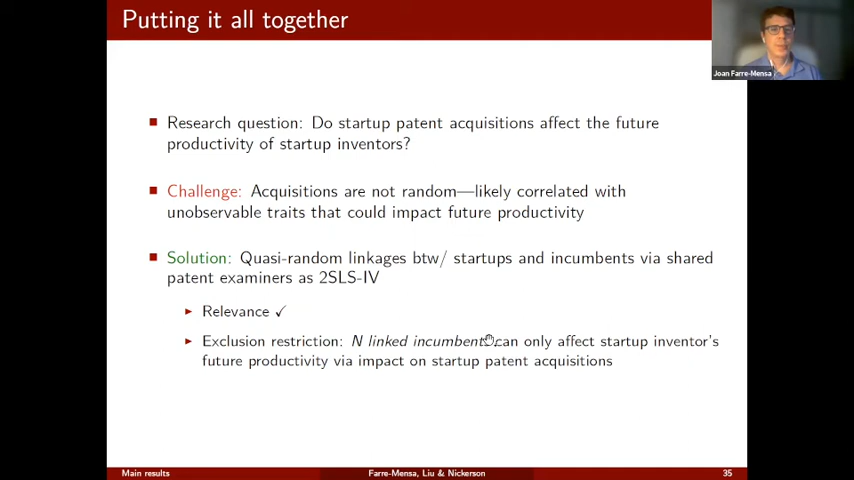 Putting it all together
Joan Farre-Mensa
Research question: Do startup patent acquisitions affect the future
productivity of startup inventors?
Challenge: Acquisitions are not random—likely correlated with
unobservable traits that could impact future productivity
Solution: Quasi-random linkages btw/ startups and incumbents via shared
patent examiners as 2SLS-IV
Relevance ✓
Exclusion restriction: N linked incumbents can only affect startup inventor's
future productivity via impact on startup patent acquisitions
Main results
Farre-Mensa, Liu & Nickerson
35